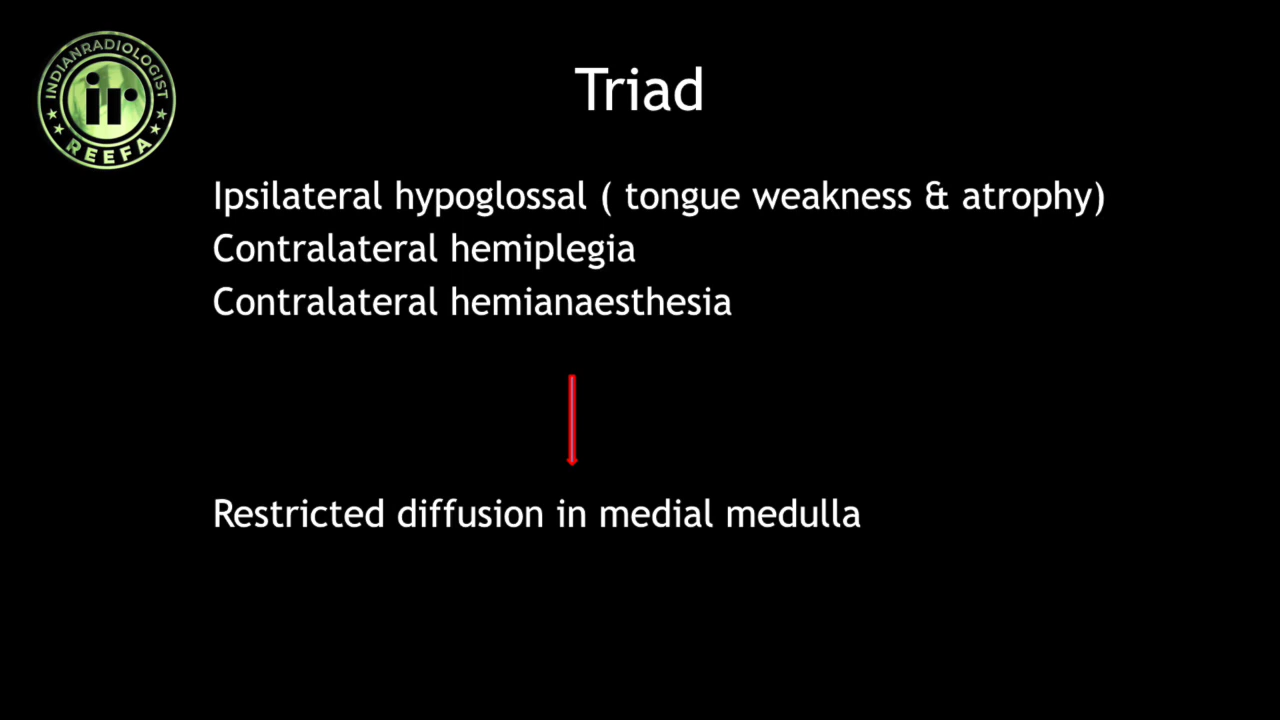 INDIANRADIOLOGIST
ir
REEFA
Triad
Ipsilateral hypoglossal ( tongue weakness & atrophy)
Contralateral hemiplegia
Contralateral hemianaesthesia
Restricted diffusion in medial medulla